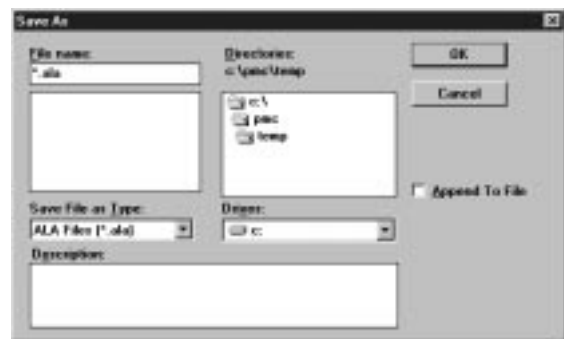 Save As
File name:
*.ala
Directories:
c:\pmc\temp
c:\
pmc
temp
OK
Cancel
Append To File
Save File as Type:
ALA Files (*.ala)
Drives:
c:
Description: